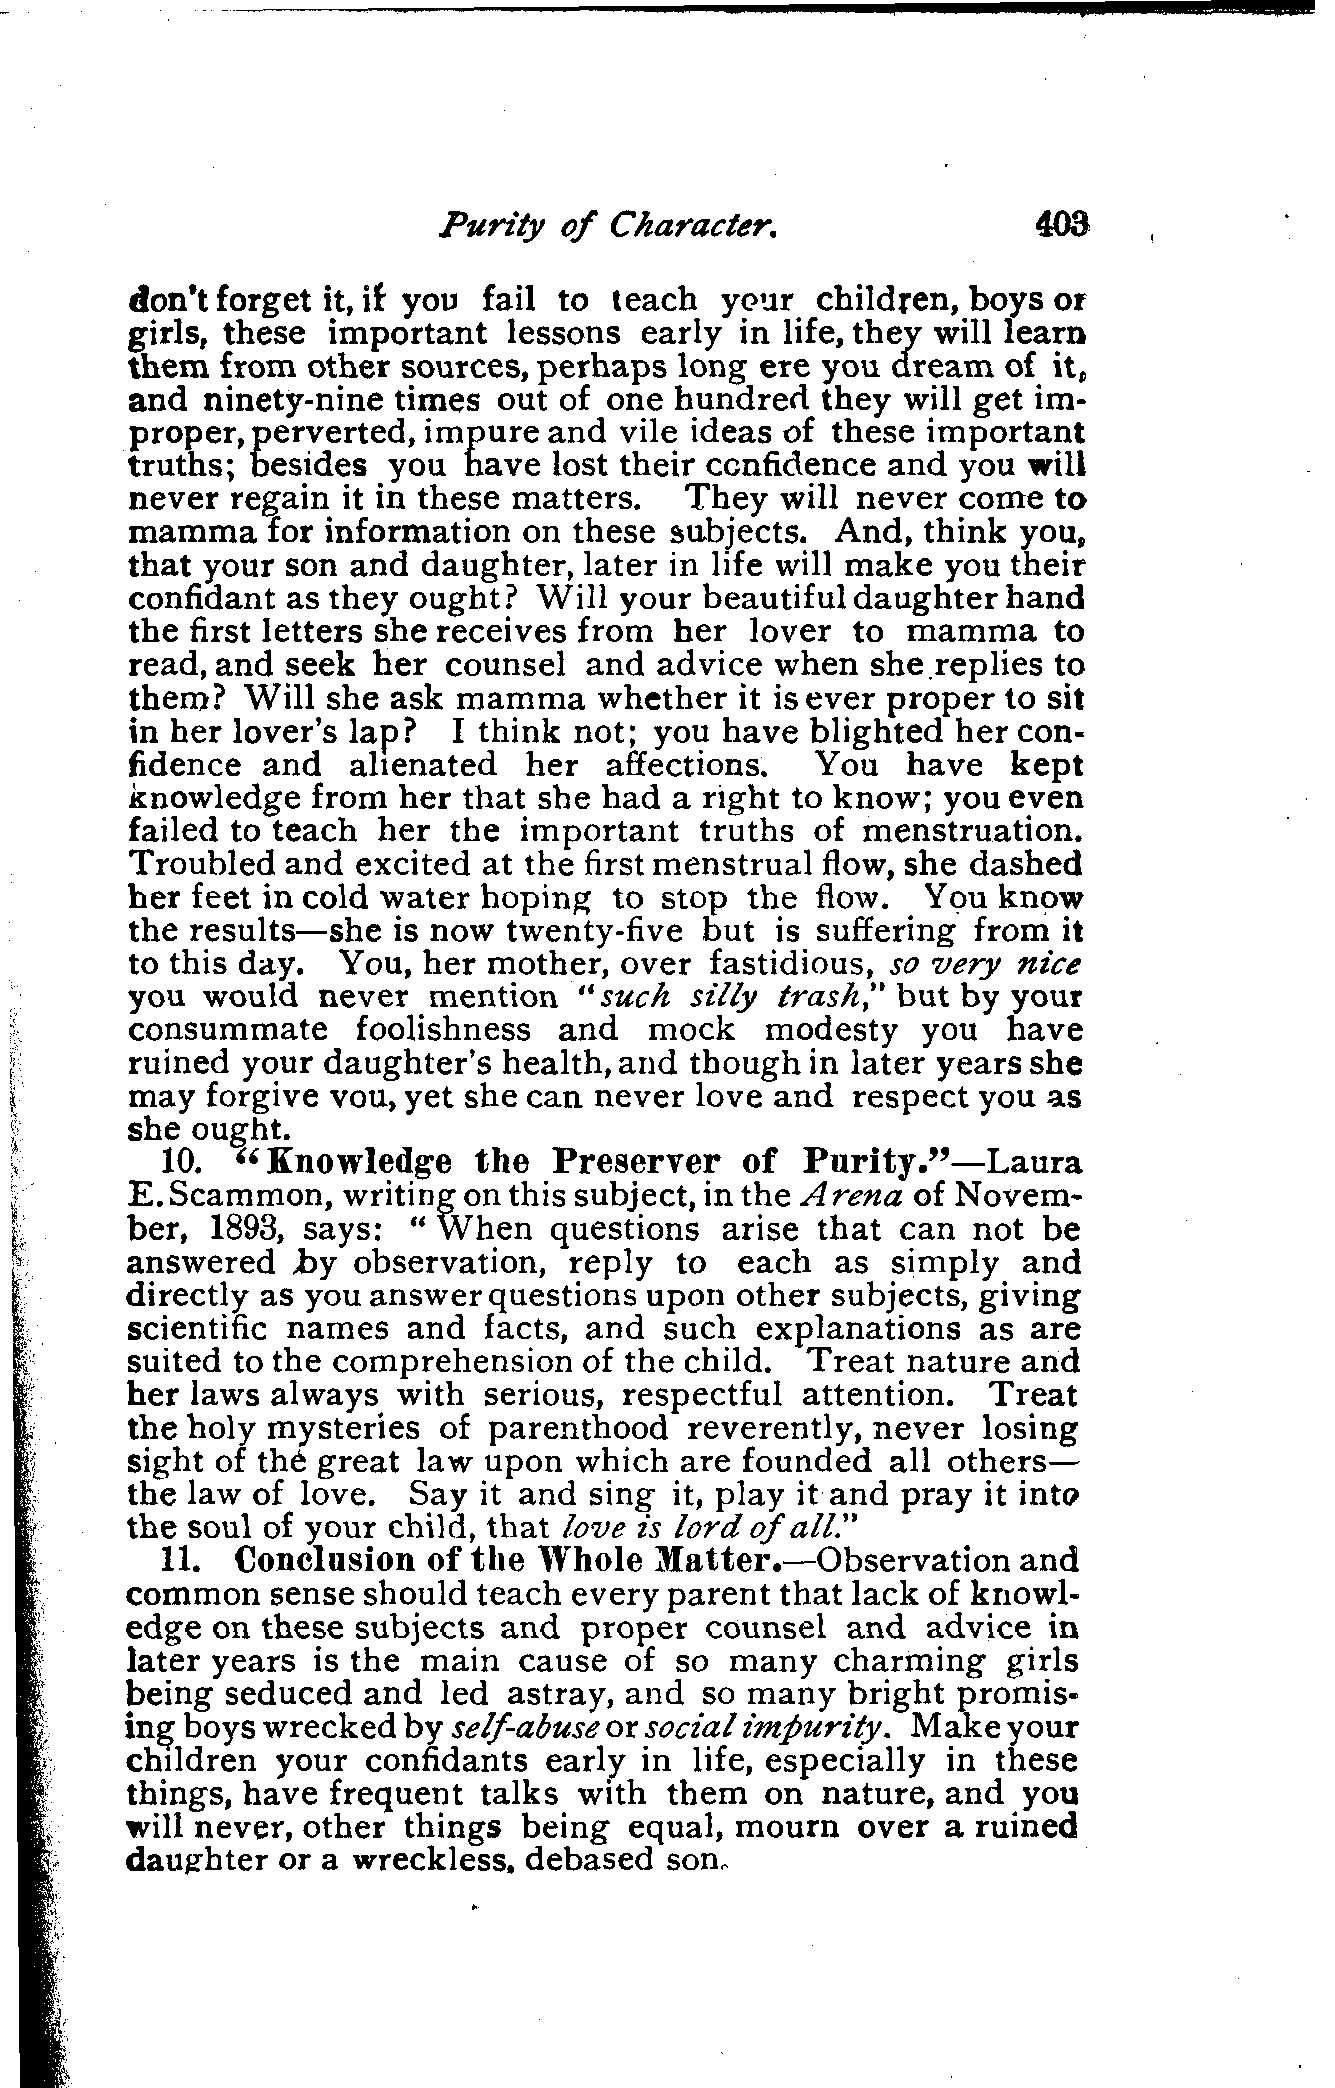 Purity of Character. 403
don't forget it, if you fail to teach your children, boys or
girls, these important lessons early in life, they will learn
them from other sources, perhaps long ere you dream of it,
and ninety-nine times out of one hundred they will get im-
proper, perverted, impure and vile ideas of these important
truths; besides you have lost their confidence and you will
never regain it in these matters. They will never come to
mamma for information on these subjects. And, think you,
that your son and daughter, later in life will make you their
confidant as they ought? Will your beautiful daughter hand
the first letters she receives from her lover to mamma to
read, and seek her counsel and advice when she replies to
them? Will she ask mamma whether it is ever proper to sit
in her lover's lap? I think not; you have blighted her con-
fidence and alienated her affections. You have kept
knowledge from her that she had a right to know; you even
failed to teach her the important truths of menstruation.
Troubled and excited at the first menstrual flow, she dashed
her feet in cold water hoping to stop the flow. You know
the results—she is now twenty-five but is suffering from it
to this day. You, her mother, over fastidious, so very nice
you would never mention "such silly trash," but by your
consummate foolishness and mock modesty you have
ruined your daughter's health, and though in later years she
may forgive you, yet she can never love and respect you as
she ought.
10. "Knowledge the Preserver of Purity."—Laura
E. Scammon, writing on this subject, in the Arena of Novem-
ber, 1893, says: "When questions arise that can not be
answered by observation, reply to each as simply and
directly as you answer questions upon other subjects, giving
scientific names and facts, and such explanations as are
suited to the comprehension of the child. Treat nature and
her laws always with serious, respectful attention. Treat
the holy mysteries of parenthood reverently, never losing
sight of the great law upon which are founded all others—
the law of love. Say it and sing it, play it and pray it into
the soul of your child, that love is lord of all."
11. Conclusion of the Whole Matter.—Observation and
common sense should teach every parent that lack of knowl-
edge on these subjects and proper counsel and advice in
later years is the main cause of so many charming girls
being seduced and led astray, and so many bright promis-
ing boys wrecked by self-abuse or social impurity. Make your
children your confidants early in life, especially in these
things, have frequent talks with them on nature, and you
will never, other things being equal, mourn over a ruined
daughter or a wreckless, debased son.